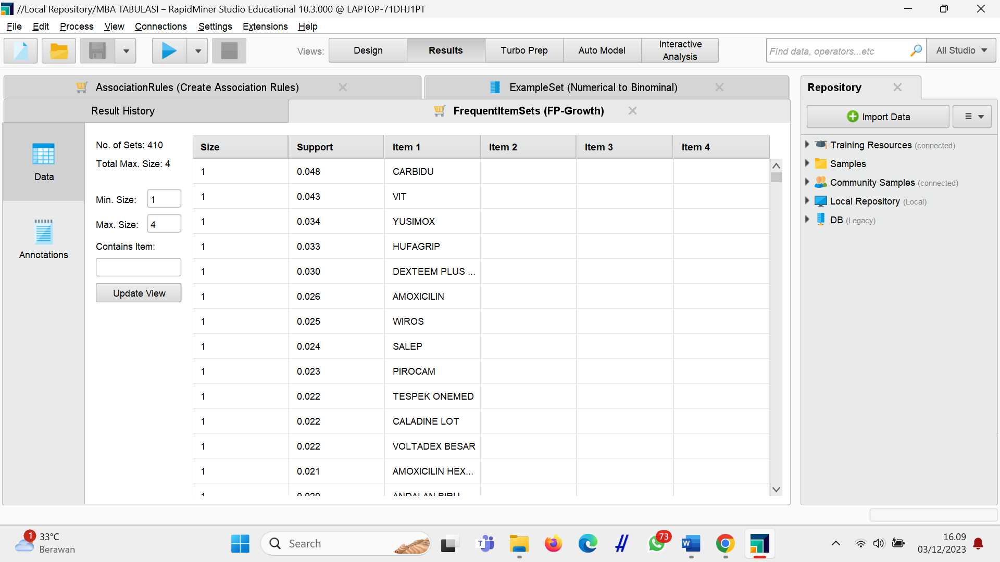 //Local Repository/MBA TABULASI – RapidMiner Studio Educational 10.3.000 @ LAPTOP-71DHJ1PT
File Edit Process View Connections Settings Extensions Help
Views: Design Results Turbo Prep Auto Model Interactive Analysis Find data, operators...etc All Studio
AssociationRules (Create Association Rules) ExampleSet (Numerical to Binominal)
Result History FrequentItemSets (FP-Growth)
Data
Annotations
No. of Sets: 410
Total Max. Size: 4
Min. Size: 1
Max. Size: 4
Contains Item:
Update View
Size Support Item 1 Item 2 Item 3 Item 4
1 0.048 CARBIDU
1 0.043 VIT
1 0.034 YUSIMOX
1 0.033 HUFAGRIP
1 0.030 DEXTEEM PLUS ...
1 0.026 AMOXICILIN
1 0.025 WIROS
1 0.024 SALEP
1 0.023 PIROCAM
1 0.022 TESPEK ONEMED
1 0.022 CALADINE LOT
1 0.022 VOLTADEX BESAR
1 0.021 AMOXICILIN HEX...
1 0.020 ANDALAN BIRU
Repository
Import Data
Training Resources (connected)
Samples
Community Samples (connected)
Local Repository (Local)
DB (Legacy)
1
33°C
Berawan
Search
T
73
W
16.09
03/12/2023